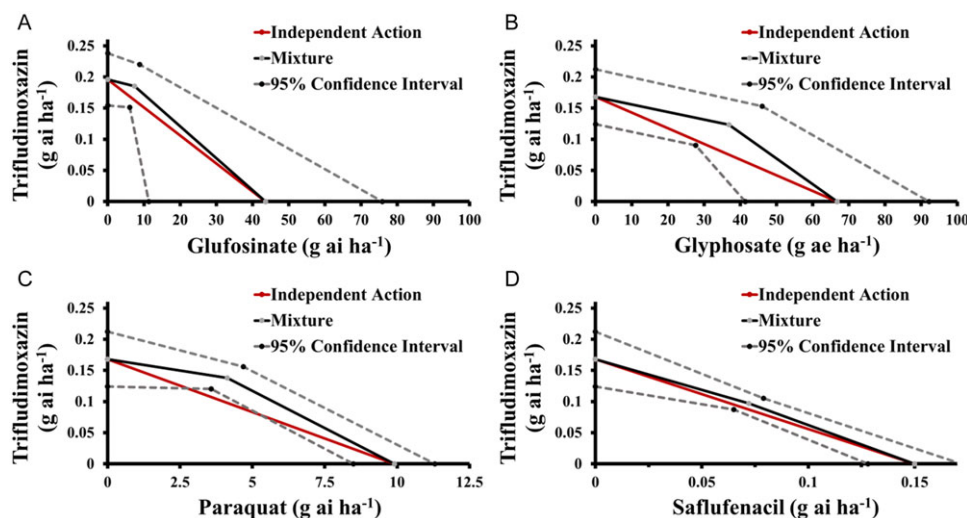 A
Trifludimoxazin
(g ai ha⁻¹)
0.25
0.2
0.15
0.1
0.05
0
Independent Action
Mixture
95% Confidence Interval
0 10 20 30 40 50 60 70 80 90 100
Glufosinate (g ai ha⁻¹)
B
Trifludimoxazin
(g ai ha⁻¹)
0.25
0.2
0.15
0.1
0.05
0
Independent Action
Mixture
95% Confidence Interval
0 10 20 30 40 50 60 70 80 90 100
Glyphosate (g ae ha⁻¹)
C
Trifludimoxazin
(g ai ha⁻¹)
0.25
0.2
0.15
0.1
0.05
0
Independent Action
Mixture
95% Confidence Interval
0 2.5 5 7.5 10 12.5
Paraquat (g ai ha⁻¹)
D
Trifludimoxazin
(g ai ha⁻¹)
0.25
0.2
0.15
0.1
0.05
0
Independent Action
Mixture
95% Confidence Interval
0 0.05 0.1 0.15
Saflufenacil (g ai ha⁻¹)